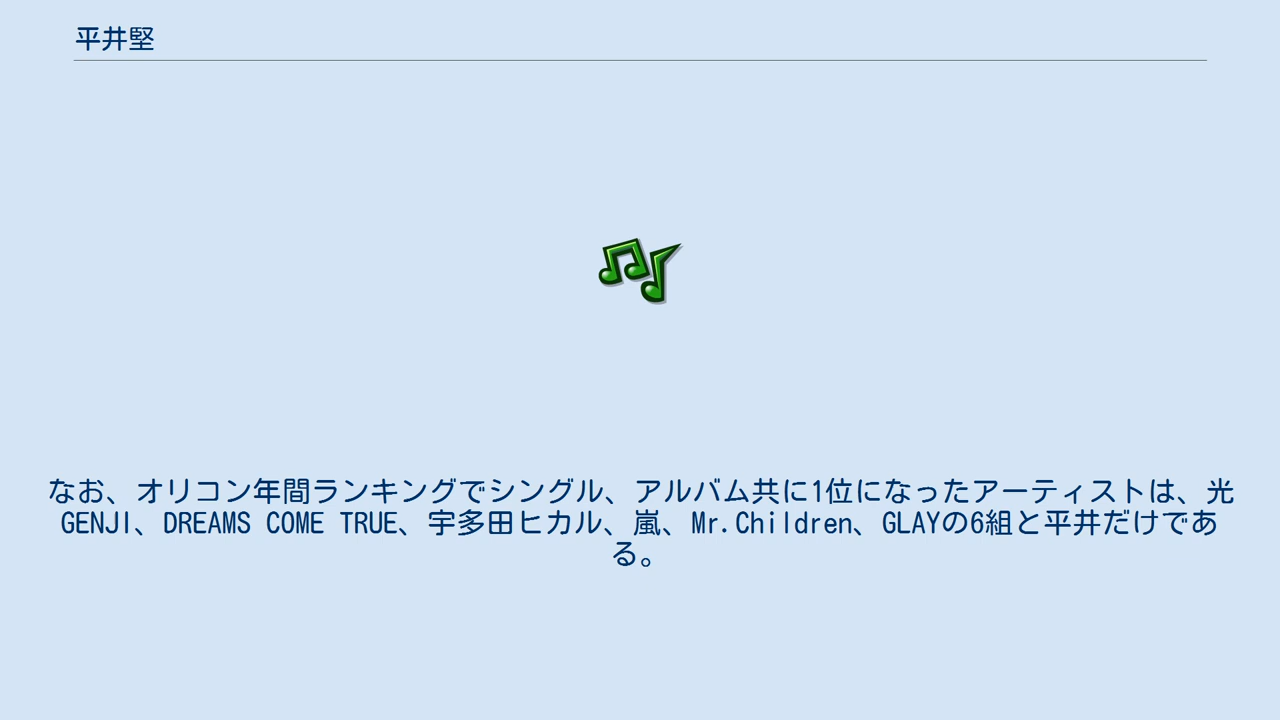 平井堅
なお、オリコン年間ランキングでシングル、アルバム共に1位になったアーティストは、光
GENJI、DREAMS COME TRUE、宇多田ヒカル、嵐、Mr.Children、GLAYの6組と平井だけであ
る。